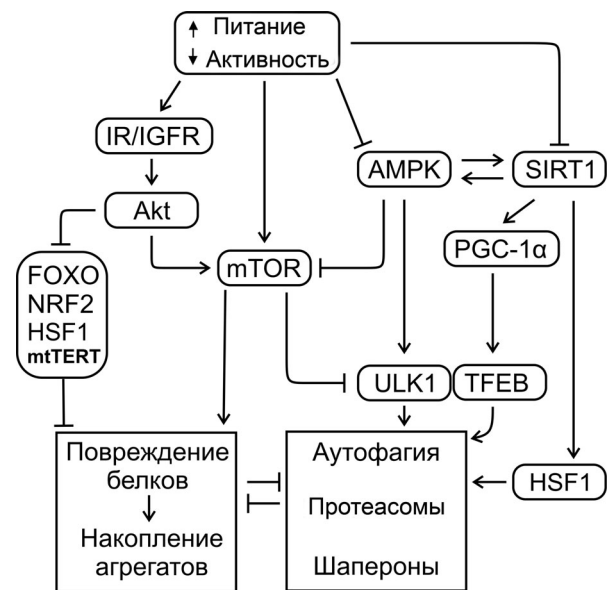 Питание
Активность
IR/IGFR
AMPK
SIRT1
Akt
PGC-1α
mTOR
FOXO
NRF2
HSF1
mtTERT
ULK1
TFEB
Повреждение
белков
Накопление
агрегатов
Аутофагия
Протеасомы
Шапероны
HSF1